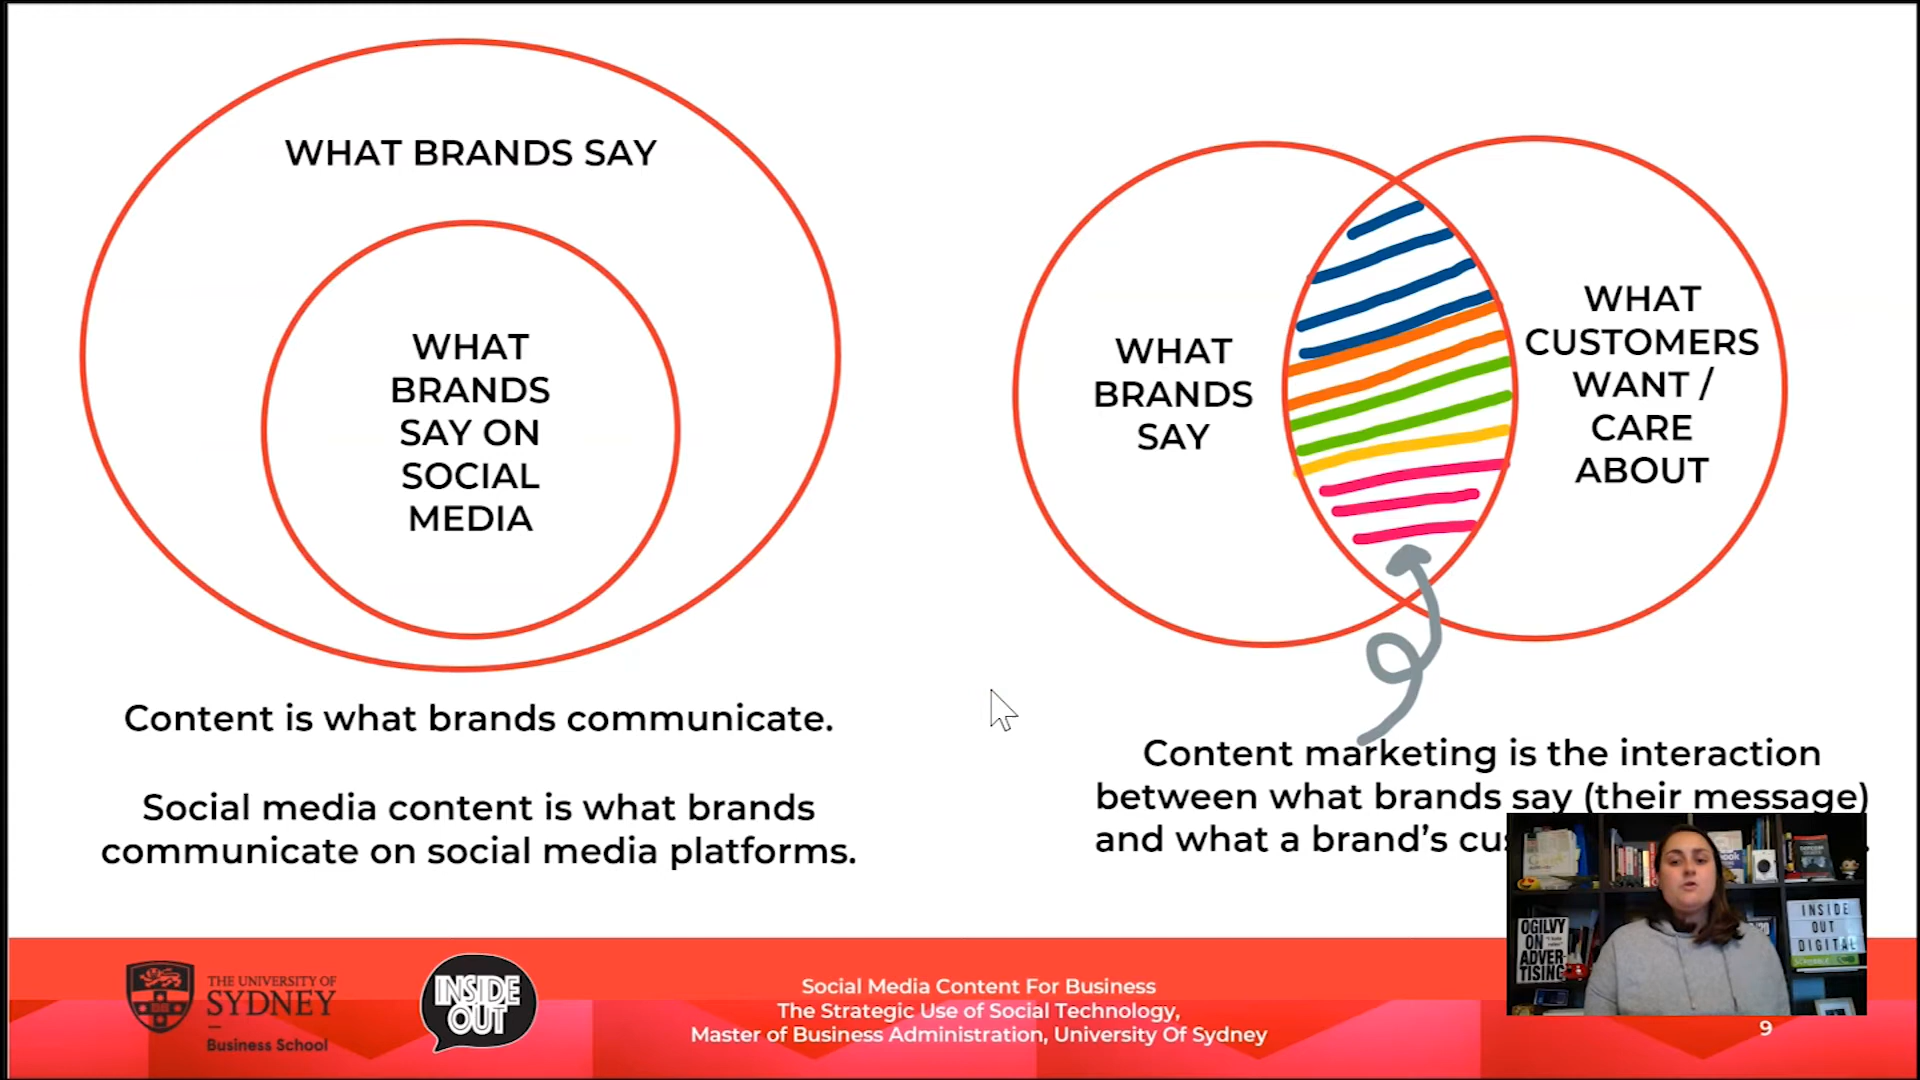 WHAT BRANDS SAY
WHAT
BRANDS
SAY ON
SOCIAL
MEDIA
Content is what brands communicate.
Social media content is what brands
communicate on social media platforms.
WHAT
BRANDS
SAY
WHAT
CUSTOMERS
WANT /
CARE
ABOUT
Content marketing is the interaction
between what brands say (their message)
and what a brand's
OGILVY
ON
ADVER-
TISING
INSIDE
OUT
DIGITAL
THE UNIVERSITY OF
SYDNEY
Business School
INSIDE
OUT
Social Media Content For Business
The Strategic Use of Social Technology,
Master of Business Administration, University Of Sydney
9